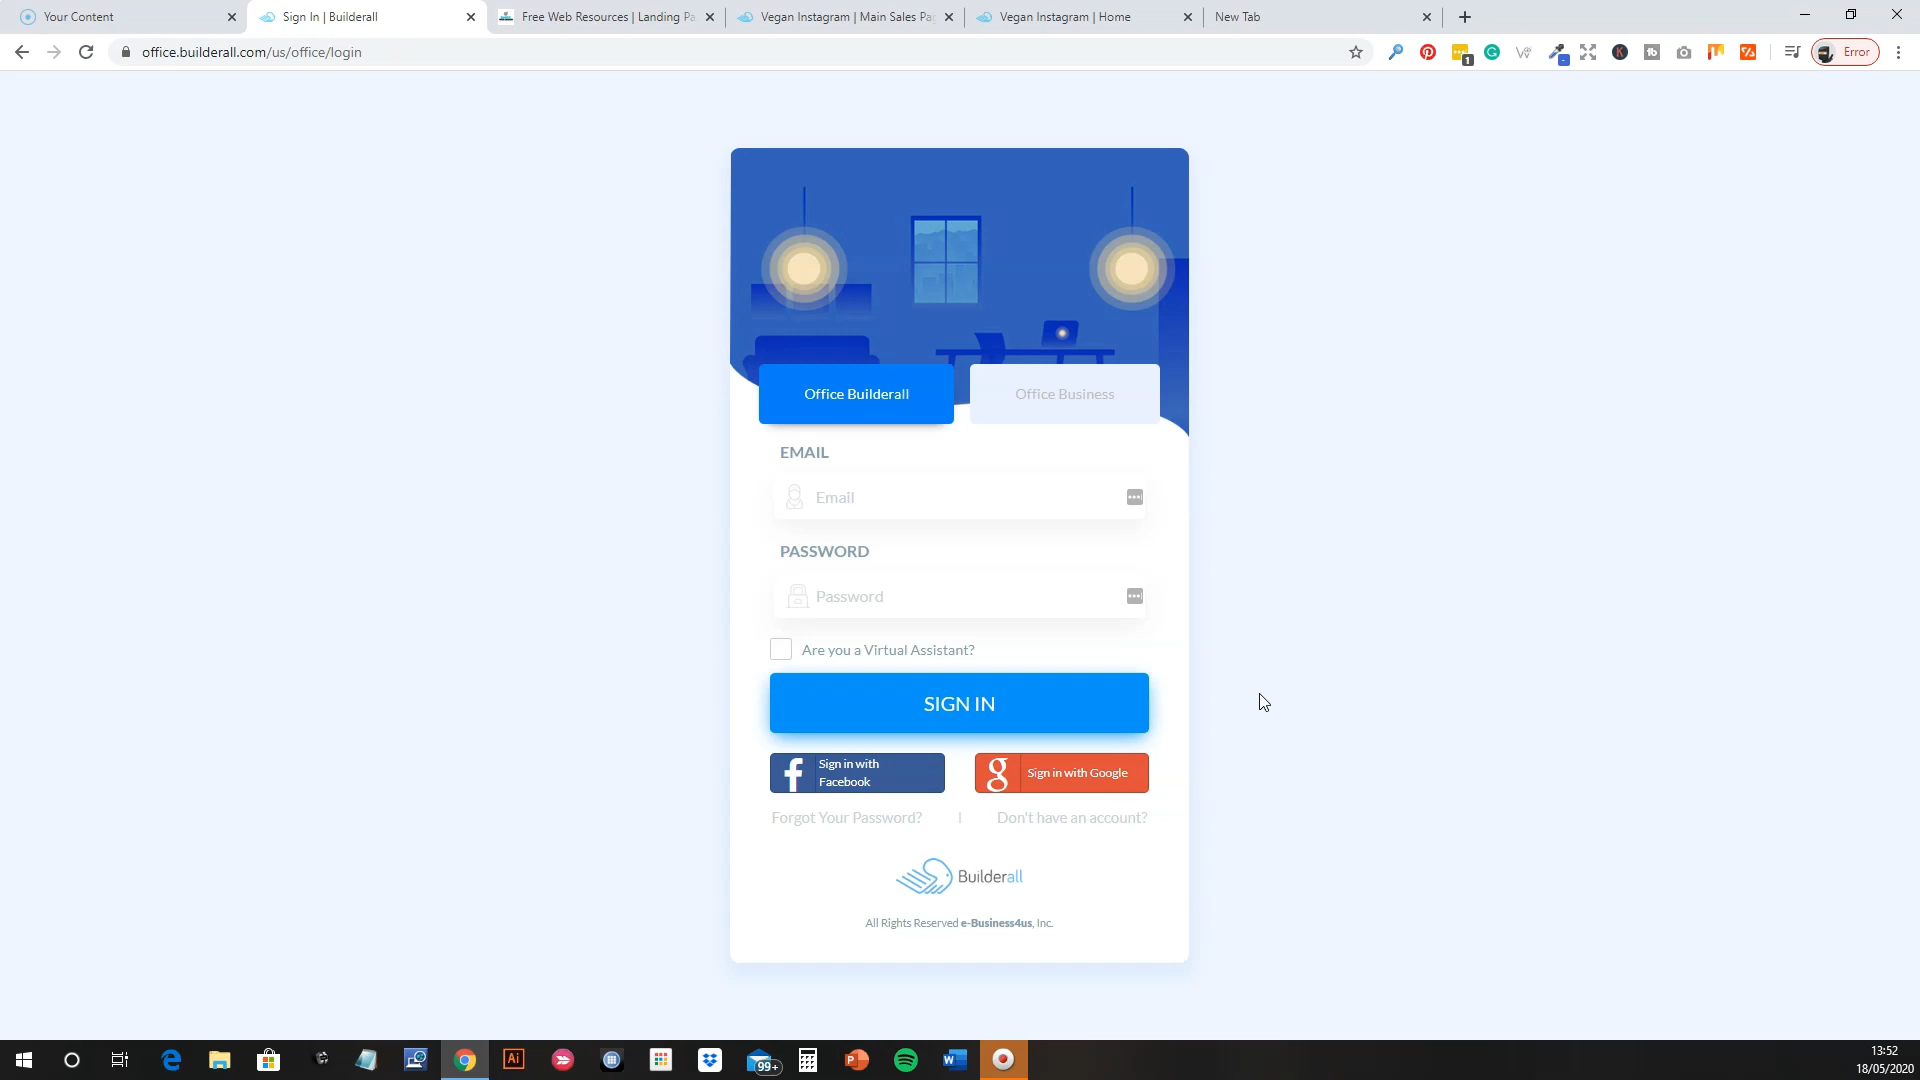 Your Content
Sign In | Builderall
Free Web Resources | Landing Pa
Vegan Instagram | Main Sales Pag
Vegan Instagram | Home
New Tab
office.builderall.com/us/office/login
1
Error
Office Builderall
Office Business
EMAIL
Email
PASSWORD
Password
Are you a Virtual Assistant?
SIGN IN
Sign in with
Facebook
Sign in with Google
Forgot Your Password?
|
Don't have an account?
Builderall
All Rights Reserved e-Business4us, Inc.
Ai
99+
13:52
18/05/2020